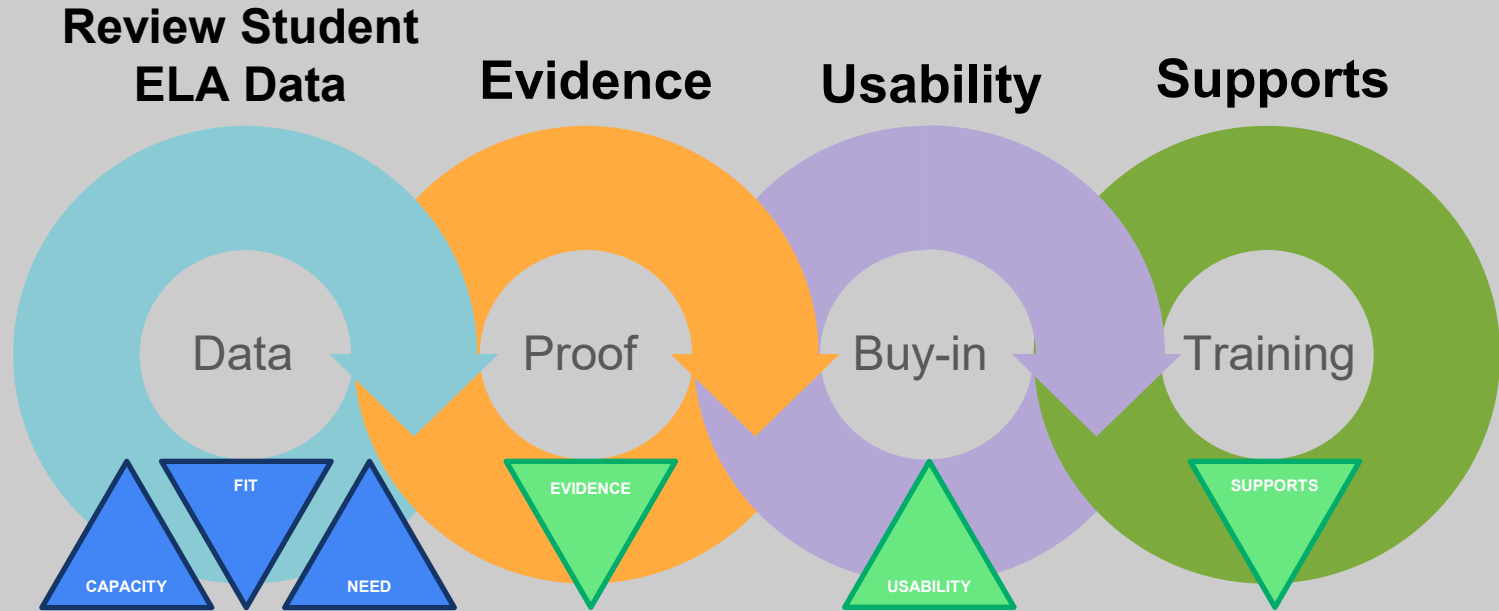 Review Student
ELA Data
Evidence
Usability
Supports
Data
Proof
Buy-in
Training
CAPACITY
FIT
NEED
EVIDENCE
USABILITY
SUPPORTS